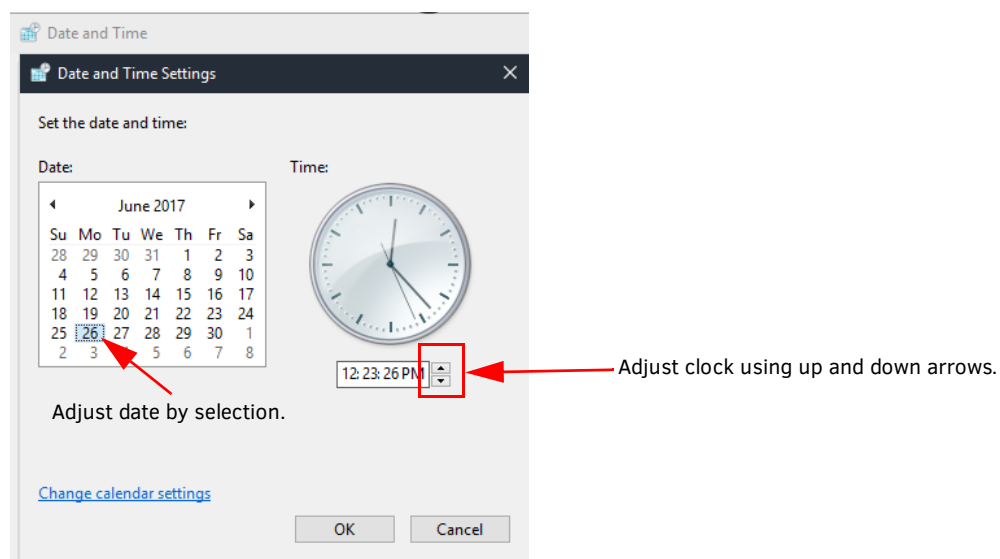 Date and Time
Date and Time Settings
Set the date and time:
Date:
Time:
June 2017
Su Mo Tu We Th Fr Sa
28 29 30 31 1 2 3
4 5 6 7 8 9 10
11 12 13 14 15 16 17
18 19 20 21 22 23 24
25 26 27 28 29 30 1
2 3 5 6 7 8
12: 23: 26 PM
Adjust clock using up and down arrows.
Adjust date by selection.
Change calendar settings
OK Cancel